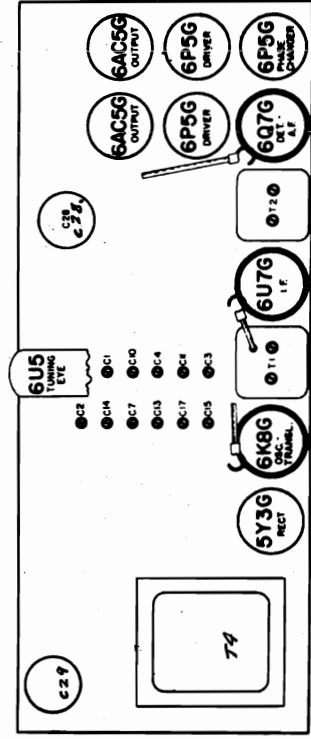 6AC5G
OUTPUT
6P5G
DRIVER
6P5G
PHASE
CHANGER
6AC5G
OUTPUT
6P5G
DRIVER
6Q7G
DET.-
A.F.
C28
C28
T2
6U5
TUNING
EYE
6U7G
I.F.
C2
C14
C7
C13
C17
C15
C1
C10
C4
C11
C3
T1
6K8G
OSC.-
TRANSL.
5Y3G
RECT
C29
T4